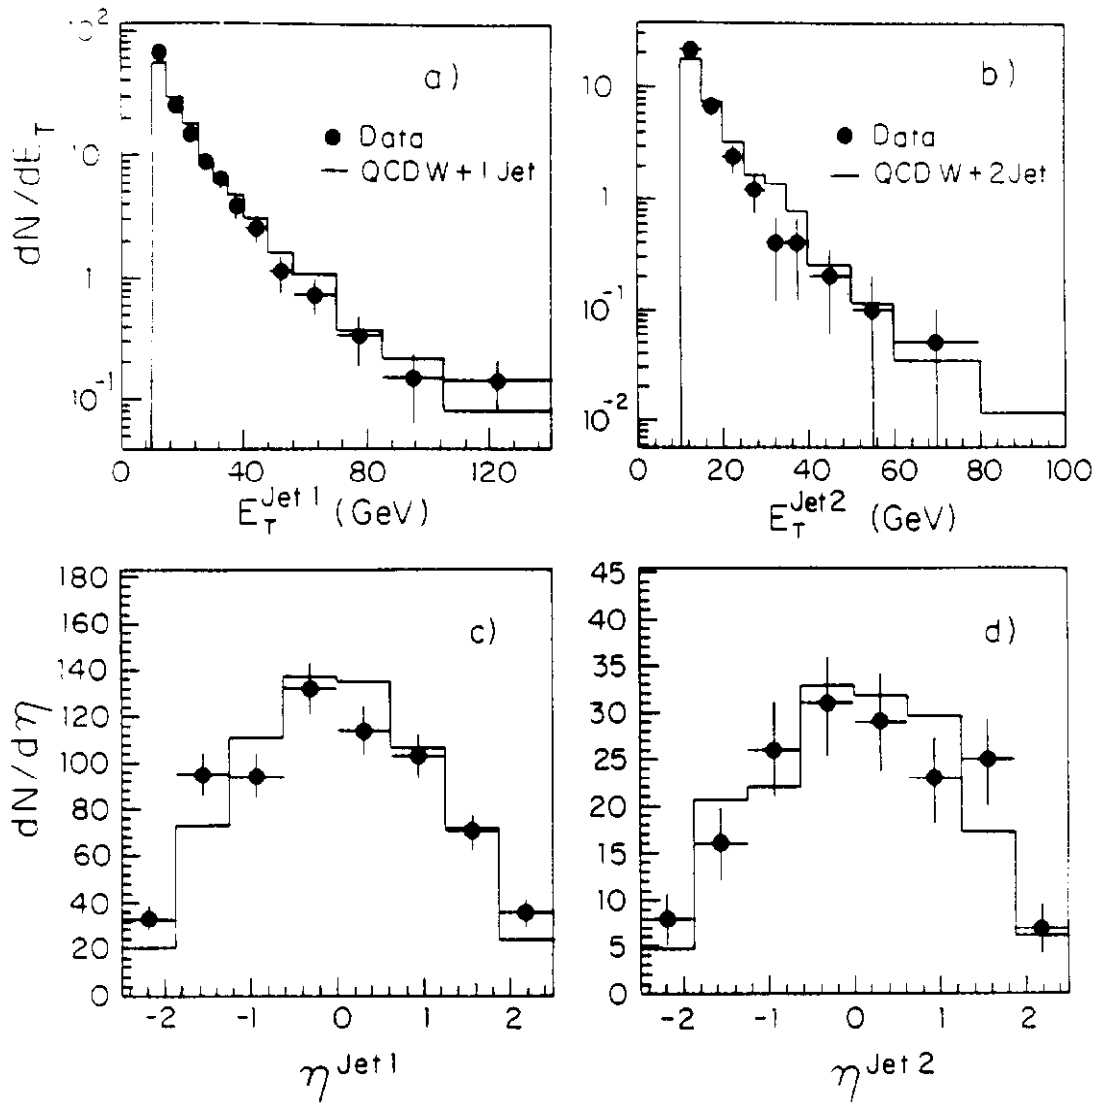 10^2
10
1
10^-1
dN/dE_T
a)
Data
QCD W + 1 Jet
0 40 80 120
E_T^Jet 1 (GeV)
10
1
10^-1
10^-2
b)
Data
QCD W + 2 Jet
0 20 40 60 80 100
E_T^Jet 2 (GeV)
180
160
140
120
100
80
60
40
20
0
dN/dη
c)
-2 -1 0 1 2
η^Jet 1
45
40
35
30
25
20
15
10
5
0
d)
-2 -1 0 1 2
η^Jet 2